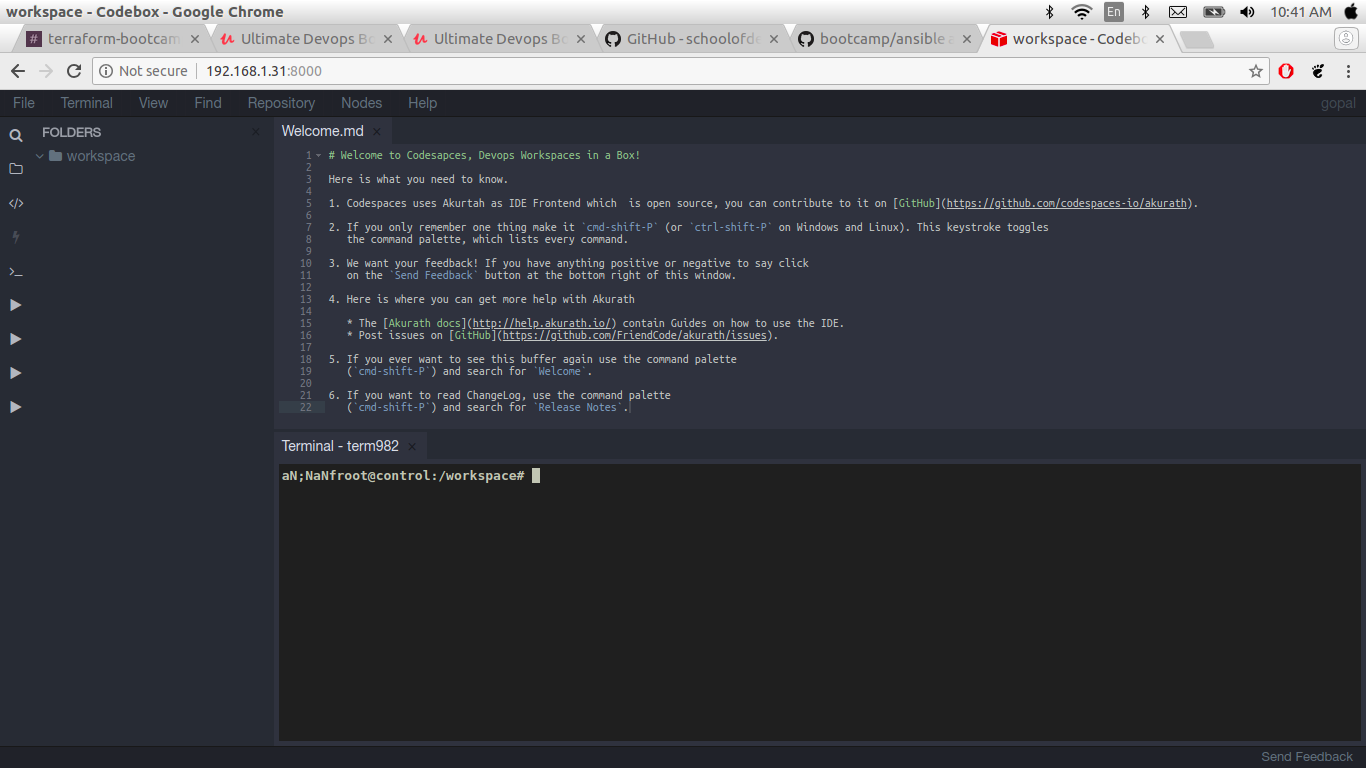 workspace - Codebox - Google Chrome
En
10:41 AM
# terraform-bootcam
Ultimate Devops Bo
Ultimate Devops Bo
GitHub - schoolofde
bootcamp/ansible a
workspace - Codebo
Not secure
192.168.1.31:8000
File Terminal View Find Repository Nodes Help
gopal
FOLDERS
workspace
Welcome.md
1 # Welcome to Codesapces, Devops Workspaces in a Box!
2
3 Here is what you need to know.
4
5 1. Codespaces uses Akurtah as IDE Frontend which  is open source, you can contribute to it on [GitHub](https://github.com/codespaces-io/akurath).
6
7 2. If you only remember one thing make it `cmd-shift-P` (or `ctrl-shift-P` on Windows and Linux). This keystroke toggles
8 the command palette, which lists every command.
9
10 3. We want your feedback! If you have anything positive or negative to say click
11 on the `Send Feedback` button at the bottom right of this window.
12
13 4. Here is where you can get more help with Akurath
14
15 * The [Akurath docs](http://help.akurath.io/) contain Guides on how to use the IDE.
16 * Post issues on [GitHub](https://github.com/FriendCode/akurath/issues).
17
18 5. If you ever want to see this buffer again use the command palette
19 (`cmd-shift-P`) and search for `Welcome`.
20
21 6. If you want to read ChangeLog, use the command palette
22 (`cmd-shift-P`) and search for `Release Notes`.
Terminal - term982
aN;NaNfroot@control:/workspace#
Send Feedback